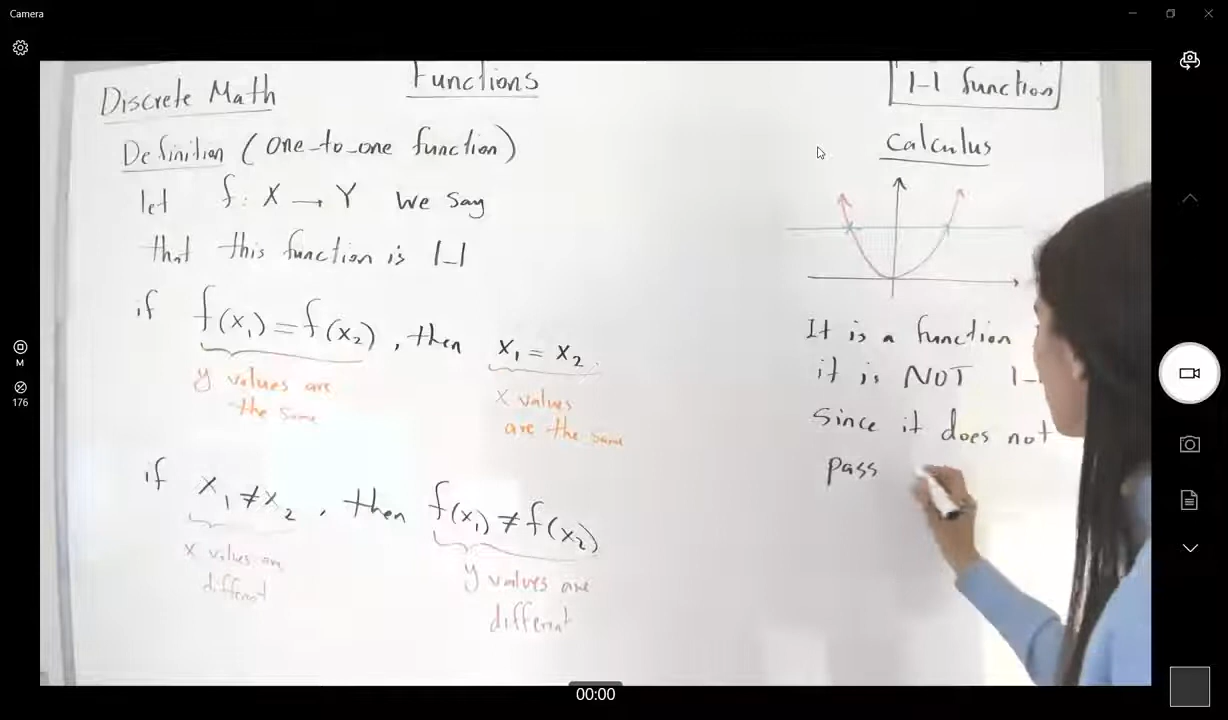 Camera
Discrete Math
Functions
1-1 function
Definition (one-to-one function)
let f: X → Y we say
that this function is 1-1
if f(x₁) = f(x₂), then x₁ = x₂
y values are
the same
x values
are the same
if x₁ ≠ x₂, then f(x₁) ≠ f(x₂)
x values are
different
y values are
different
Calculus
It is a function
it is NOT 1-
Since it does not
pass
M
176
00:00